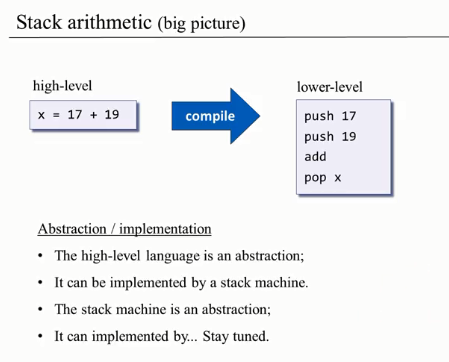 Stack arithmetic (big picture)
high-level
x = 17 + 19
compile
lower-level
push 17
push 19
add
pop x
Abstraction / implementation
• The high-level language is an abstraction;
• It can be implemented by a stack machine.
• The stack machine is an abstraction;
• It can implemented by... Stay tuned.